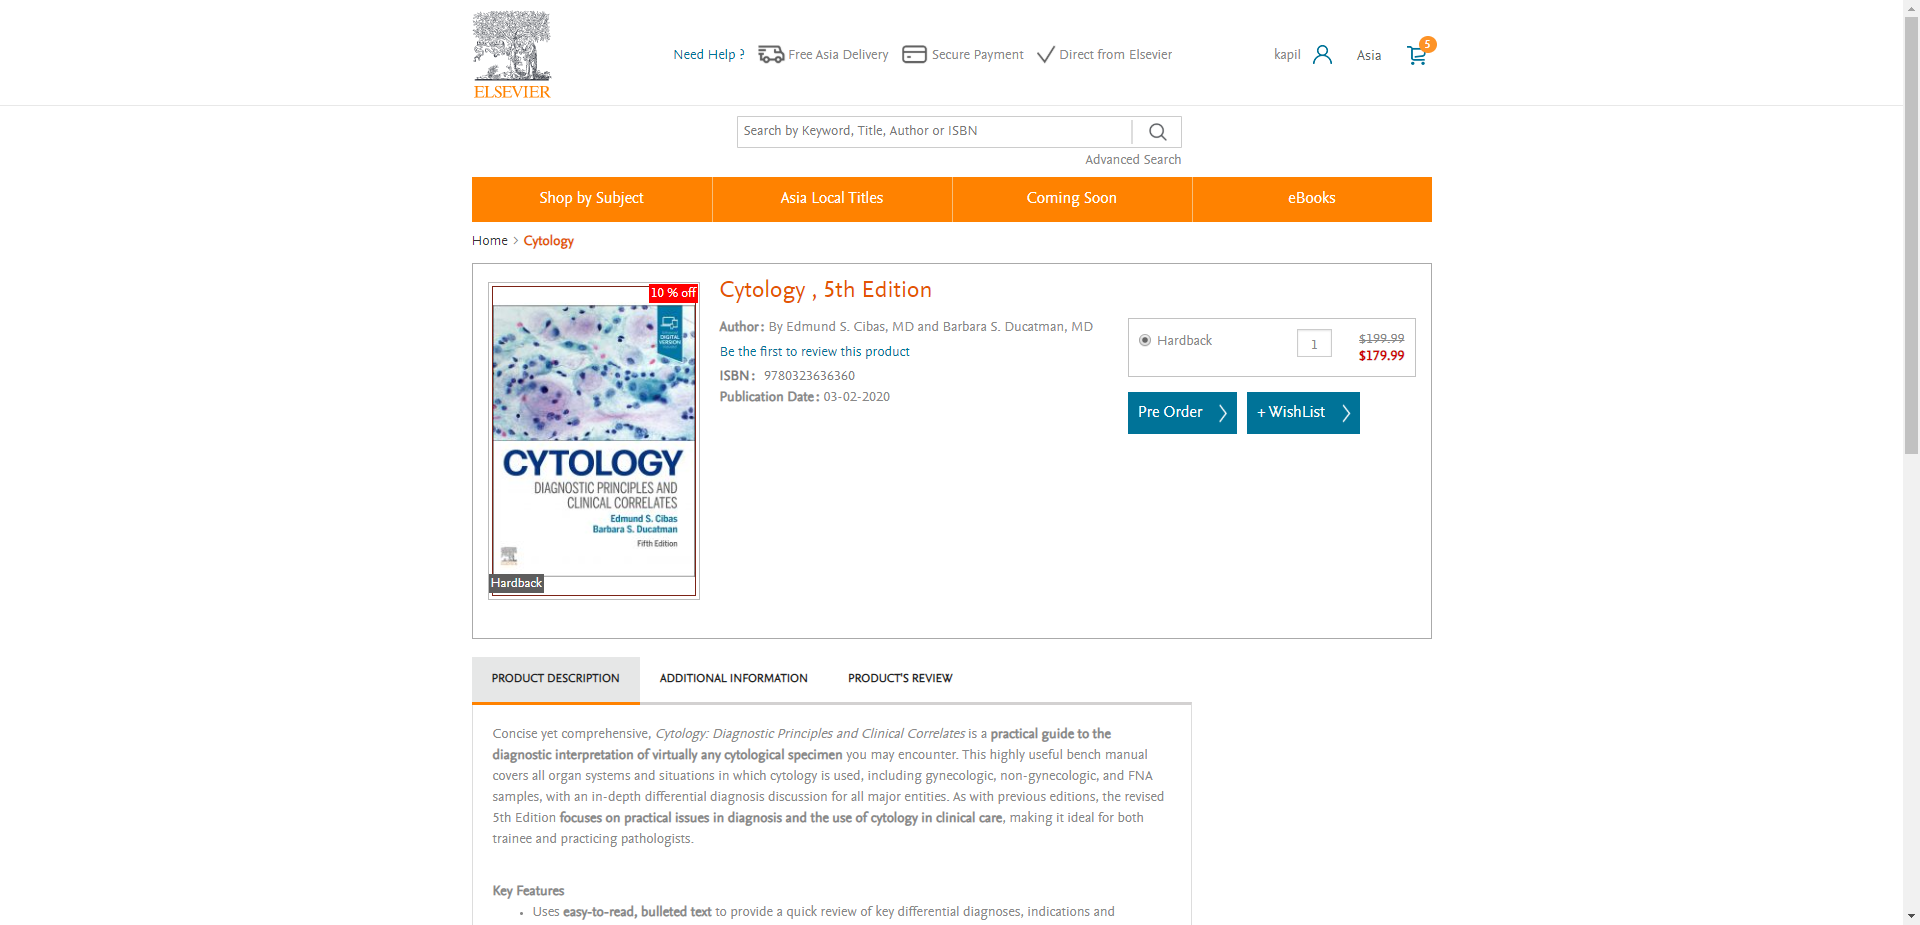 ELSEVIER
Need Help ?
Free Asia Delivery
Secure Payment
Direct from Elsevier
kapil
Asia
5
Search by Keyword, Title, Author or ISBN
Advanced Search
Shop by Subject
Asia Local Titles
Coming Soon
eBooks
Home > Cytology
10 % off
DIGITAL
VERSION
CYTOLOGY
DIAGNOSTIC PRINCIPLES AND
CLINICAL CORRELATES
Edmund S. Cibas
Barbara S. Ducatman
Fifth Edition
Hardback
Cytology , 5th Edition
Author: By Edmund S. Cibas, MD and Barbara S. Ducatman, MD
Be the first to review this product
ISBN: 9780323636360
Publication Date: 03-02-2020
Hardback
1
$199.99
$179.99
Pre Order
+ WishList
PRODUCT DESCRIPTION
ADDITIONAL INFORMATION
PRODUCT'S REVIEW
Concise yet comprehensive, Cytology: Diagnostic Principles and Clinical Correlates is a practical guide to the
diagnostic interpretation of virtually any cytological specimen you may encounter. This highly useful bench manual
covers all organ systems and situations in which cytology is used, including gynecologic, non-gynecologic, and FNA
samples, with an in-depth differential diagnosis discussion for all major entities. As with previous editions, the revised
5th Edition focuses on practical issues in diagnosis and the use of cytology in clinical care, making it ideal for both
trainee and practicing pathologists.
Key Features
• Uses easy-to-read, bulleted text to provide a quick review of key differential diagnoses, indications and